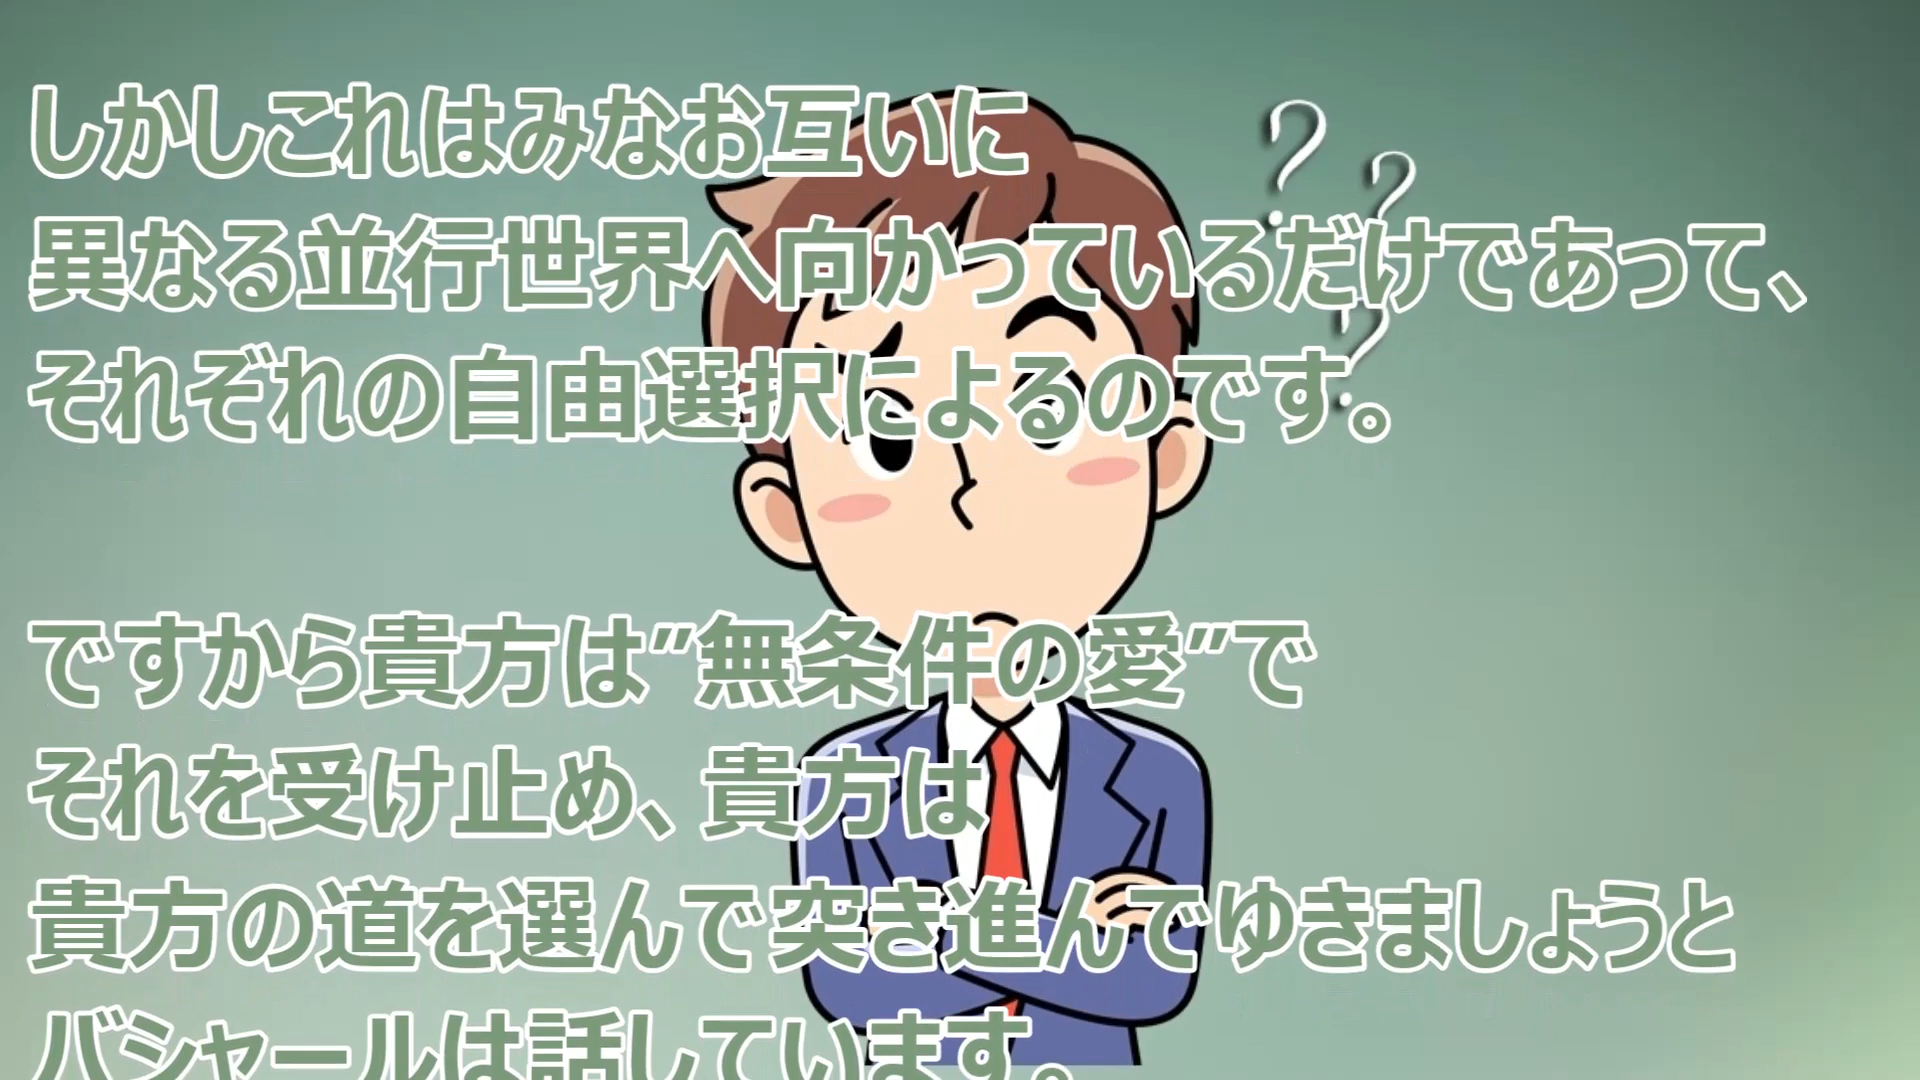 しかしこれはみなお互いに
異なる並行世界へ向かっているだけであって、
それぞれの自由選択によるのです。
ですから貴方は”無条件の愛”で
それを受け止め、貴方は
貴方の道を選んで突き進んでゆきましょうと
バシャールは話しています。
? ? ?